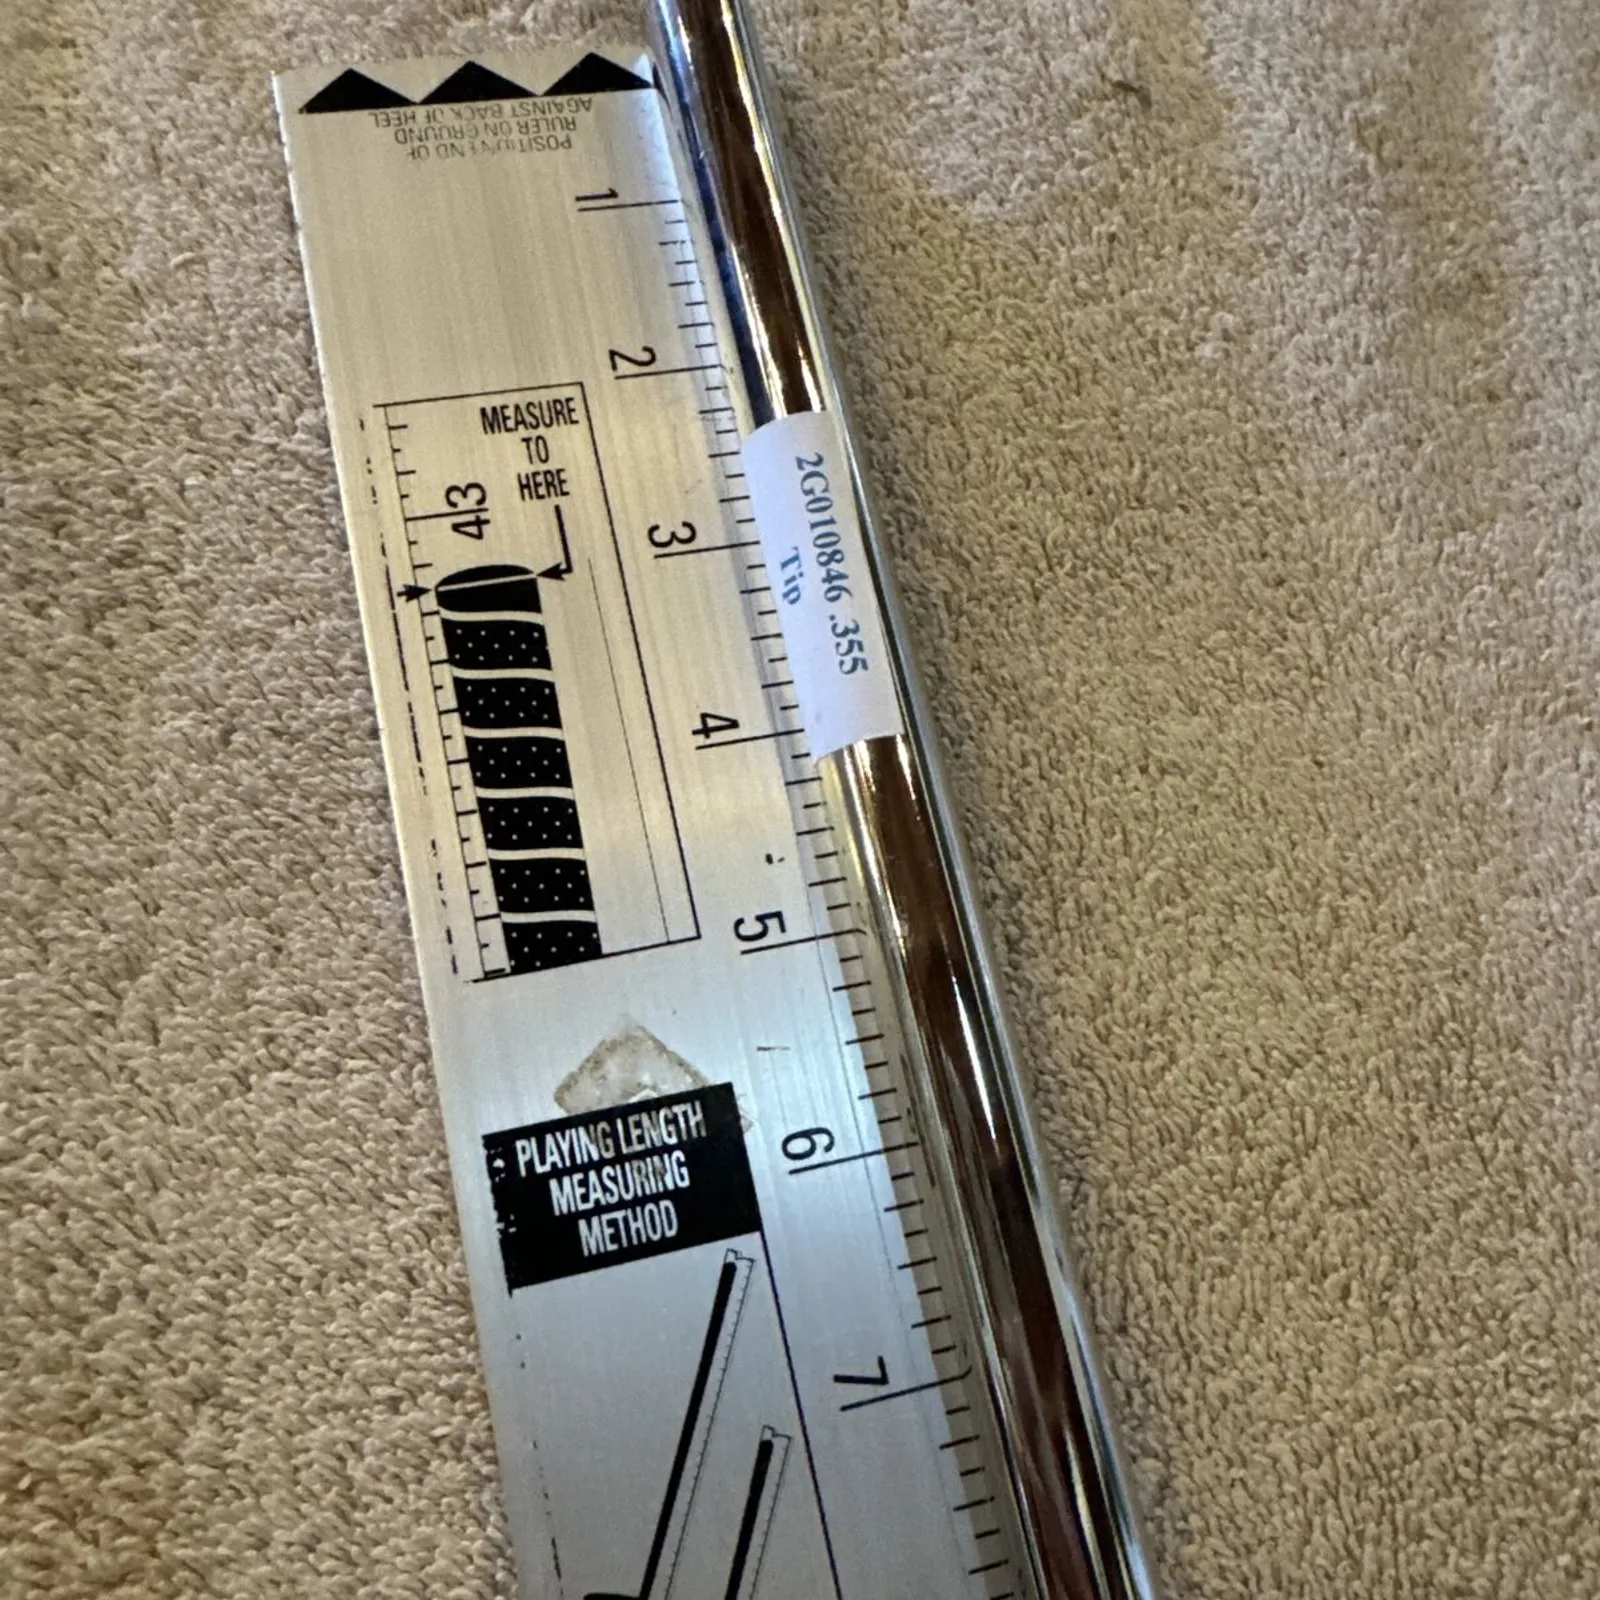 POSITION END OF
RULER ON GROUND
AGAINST BACK OF HEEL
1
2
MEASURE
TO
HERE
43
3
2G010846 .355
Tip
4
5
PLAYING LENGTH
MEASURING
METHOD
6
7